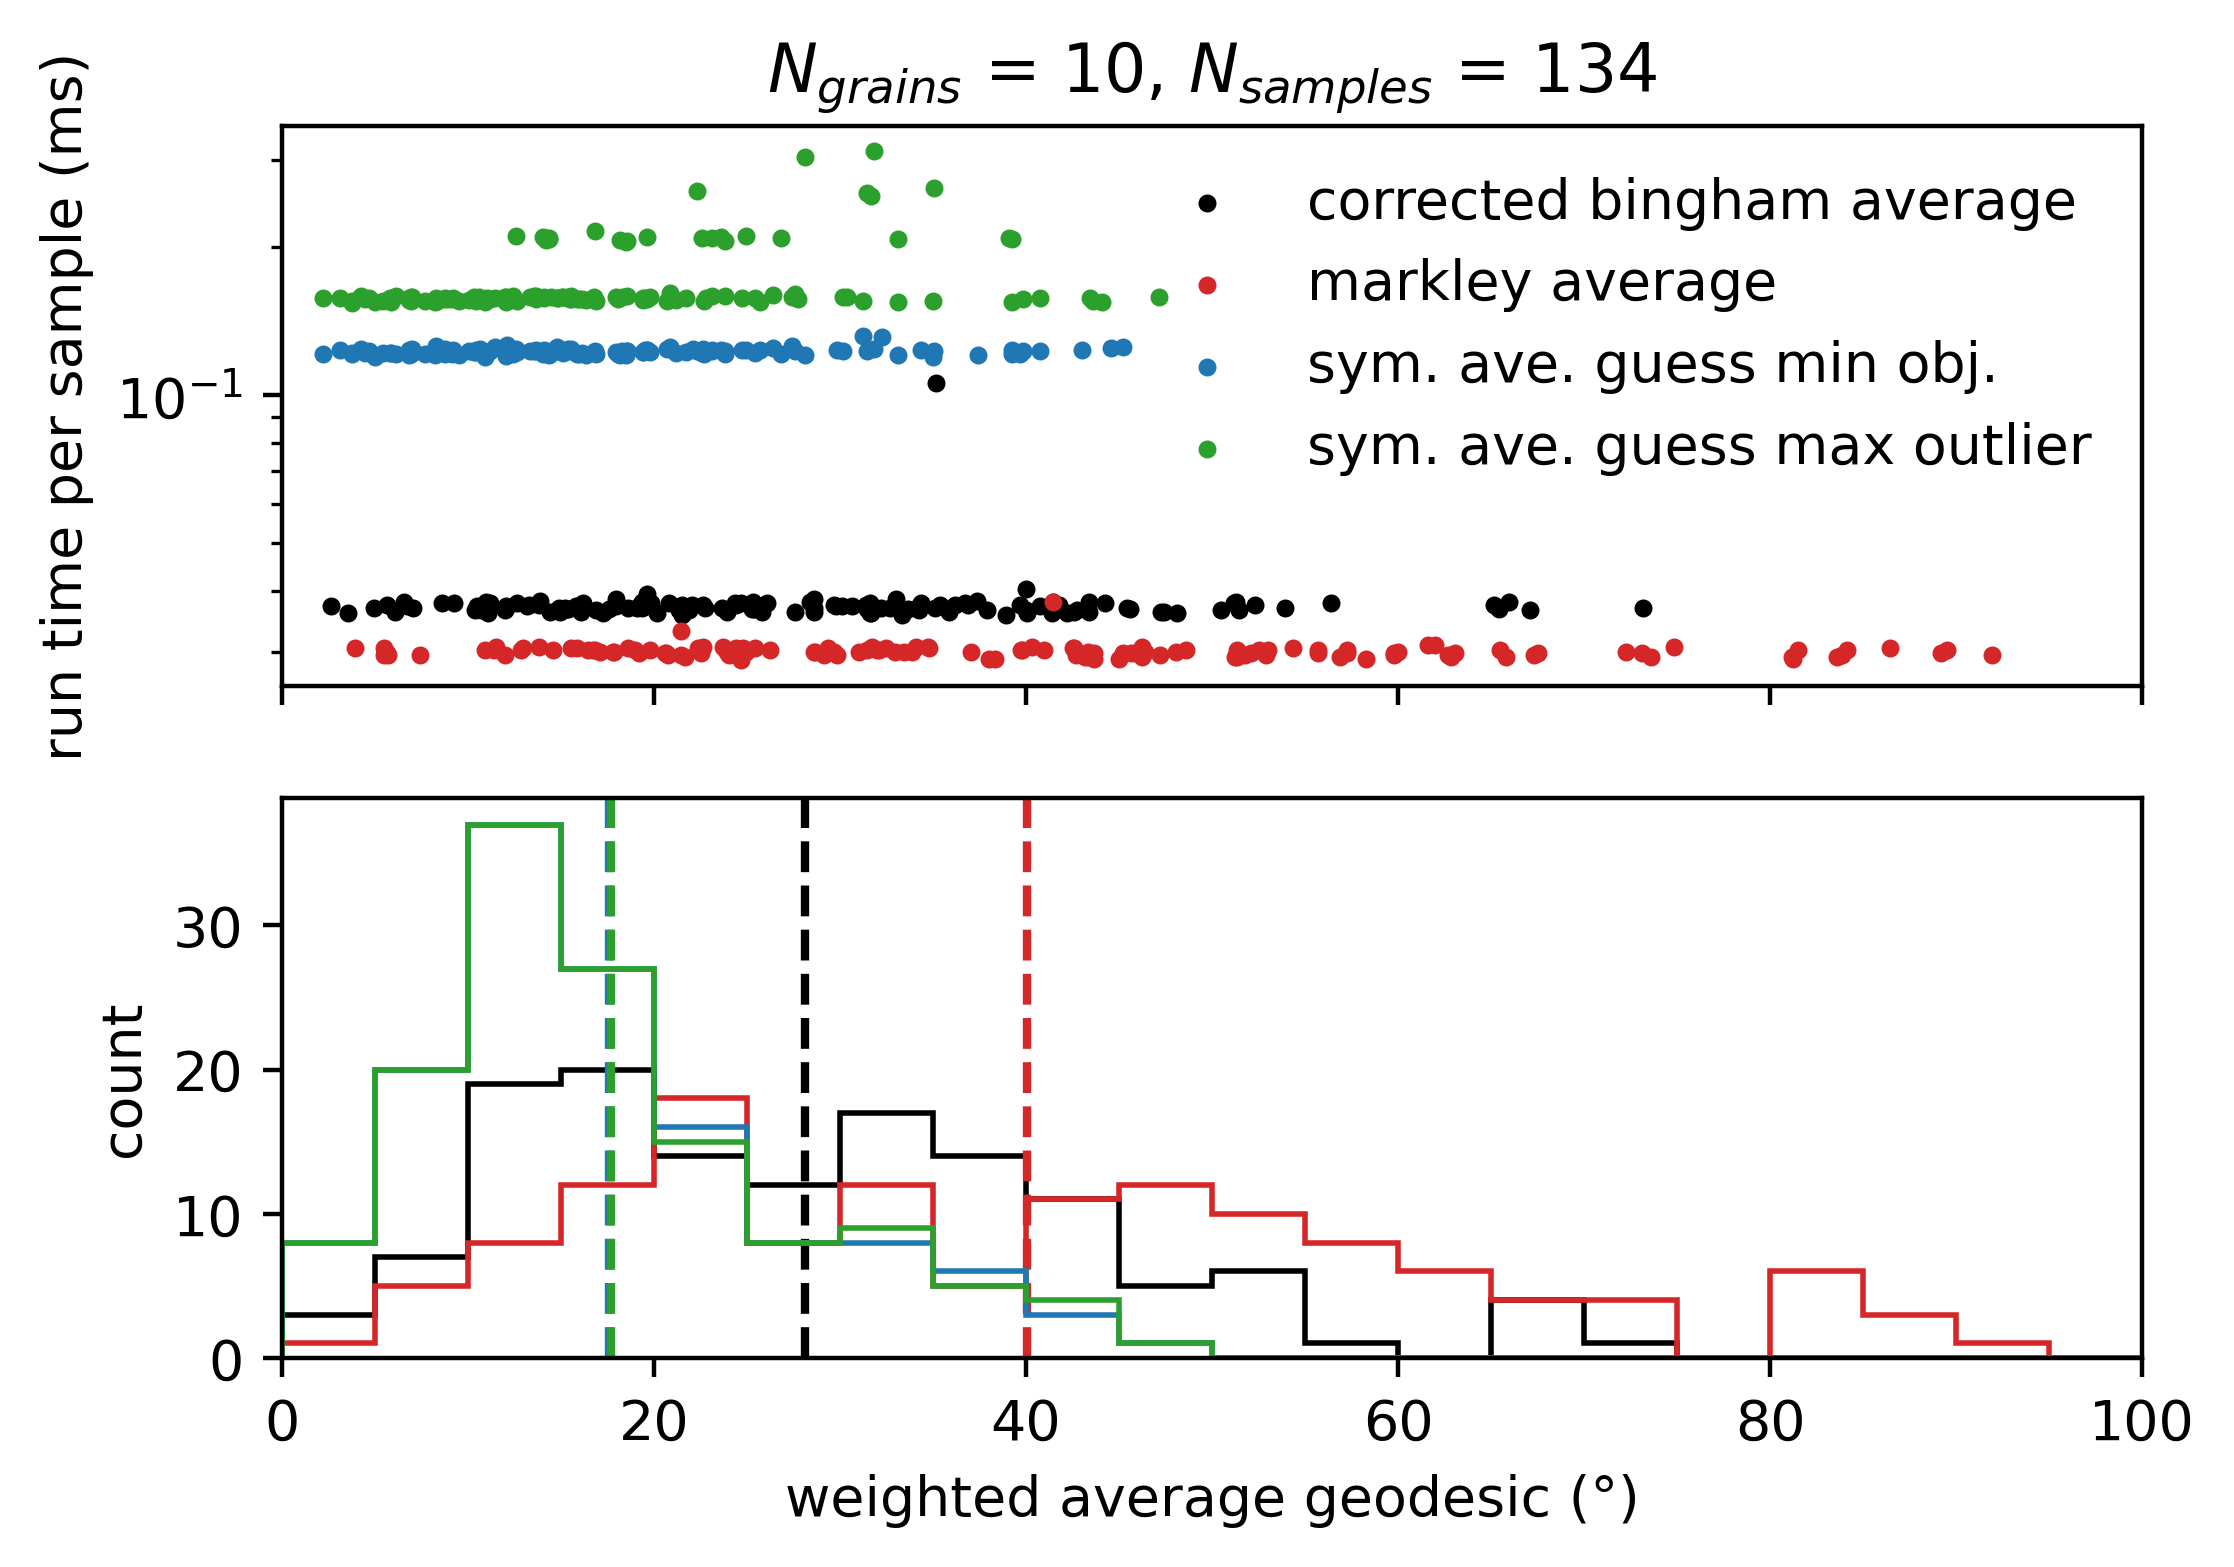 N_grains = 10, N_samples = 134
run time per sample (ms)
10⁻¹
corrected bingham average
markley average
sym. ave. guess min obj.
sym. ave. guess max outlier
count
30
20
10
0
0 20 40 60 80 100
weighted average geodesic (°)